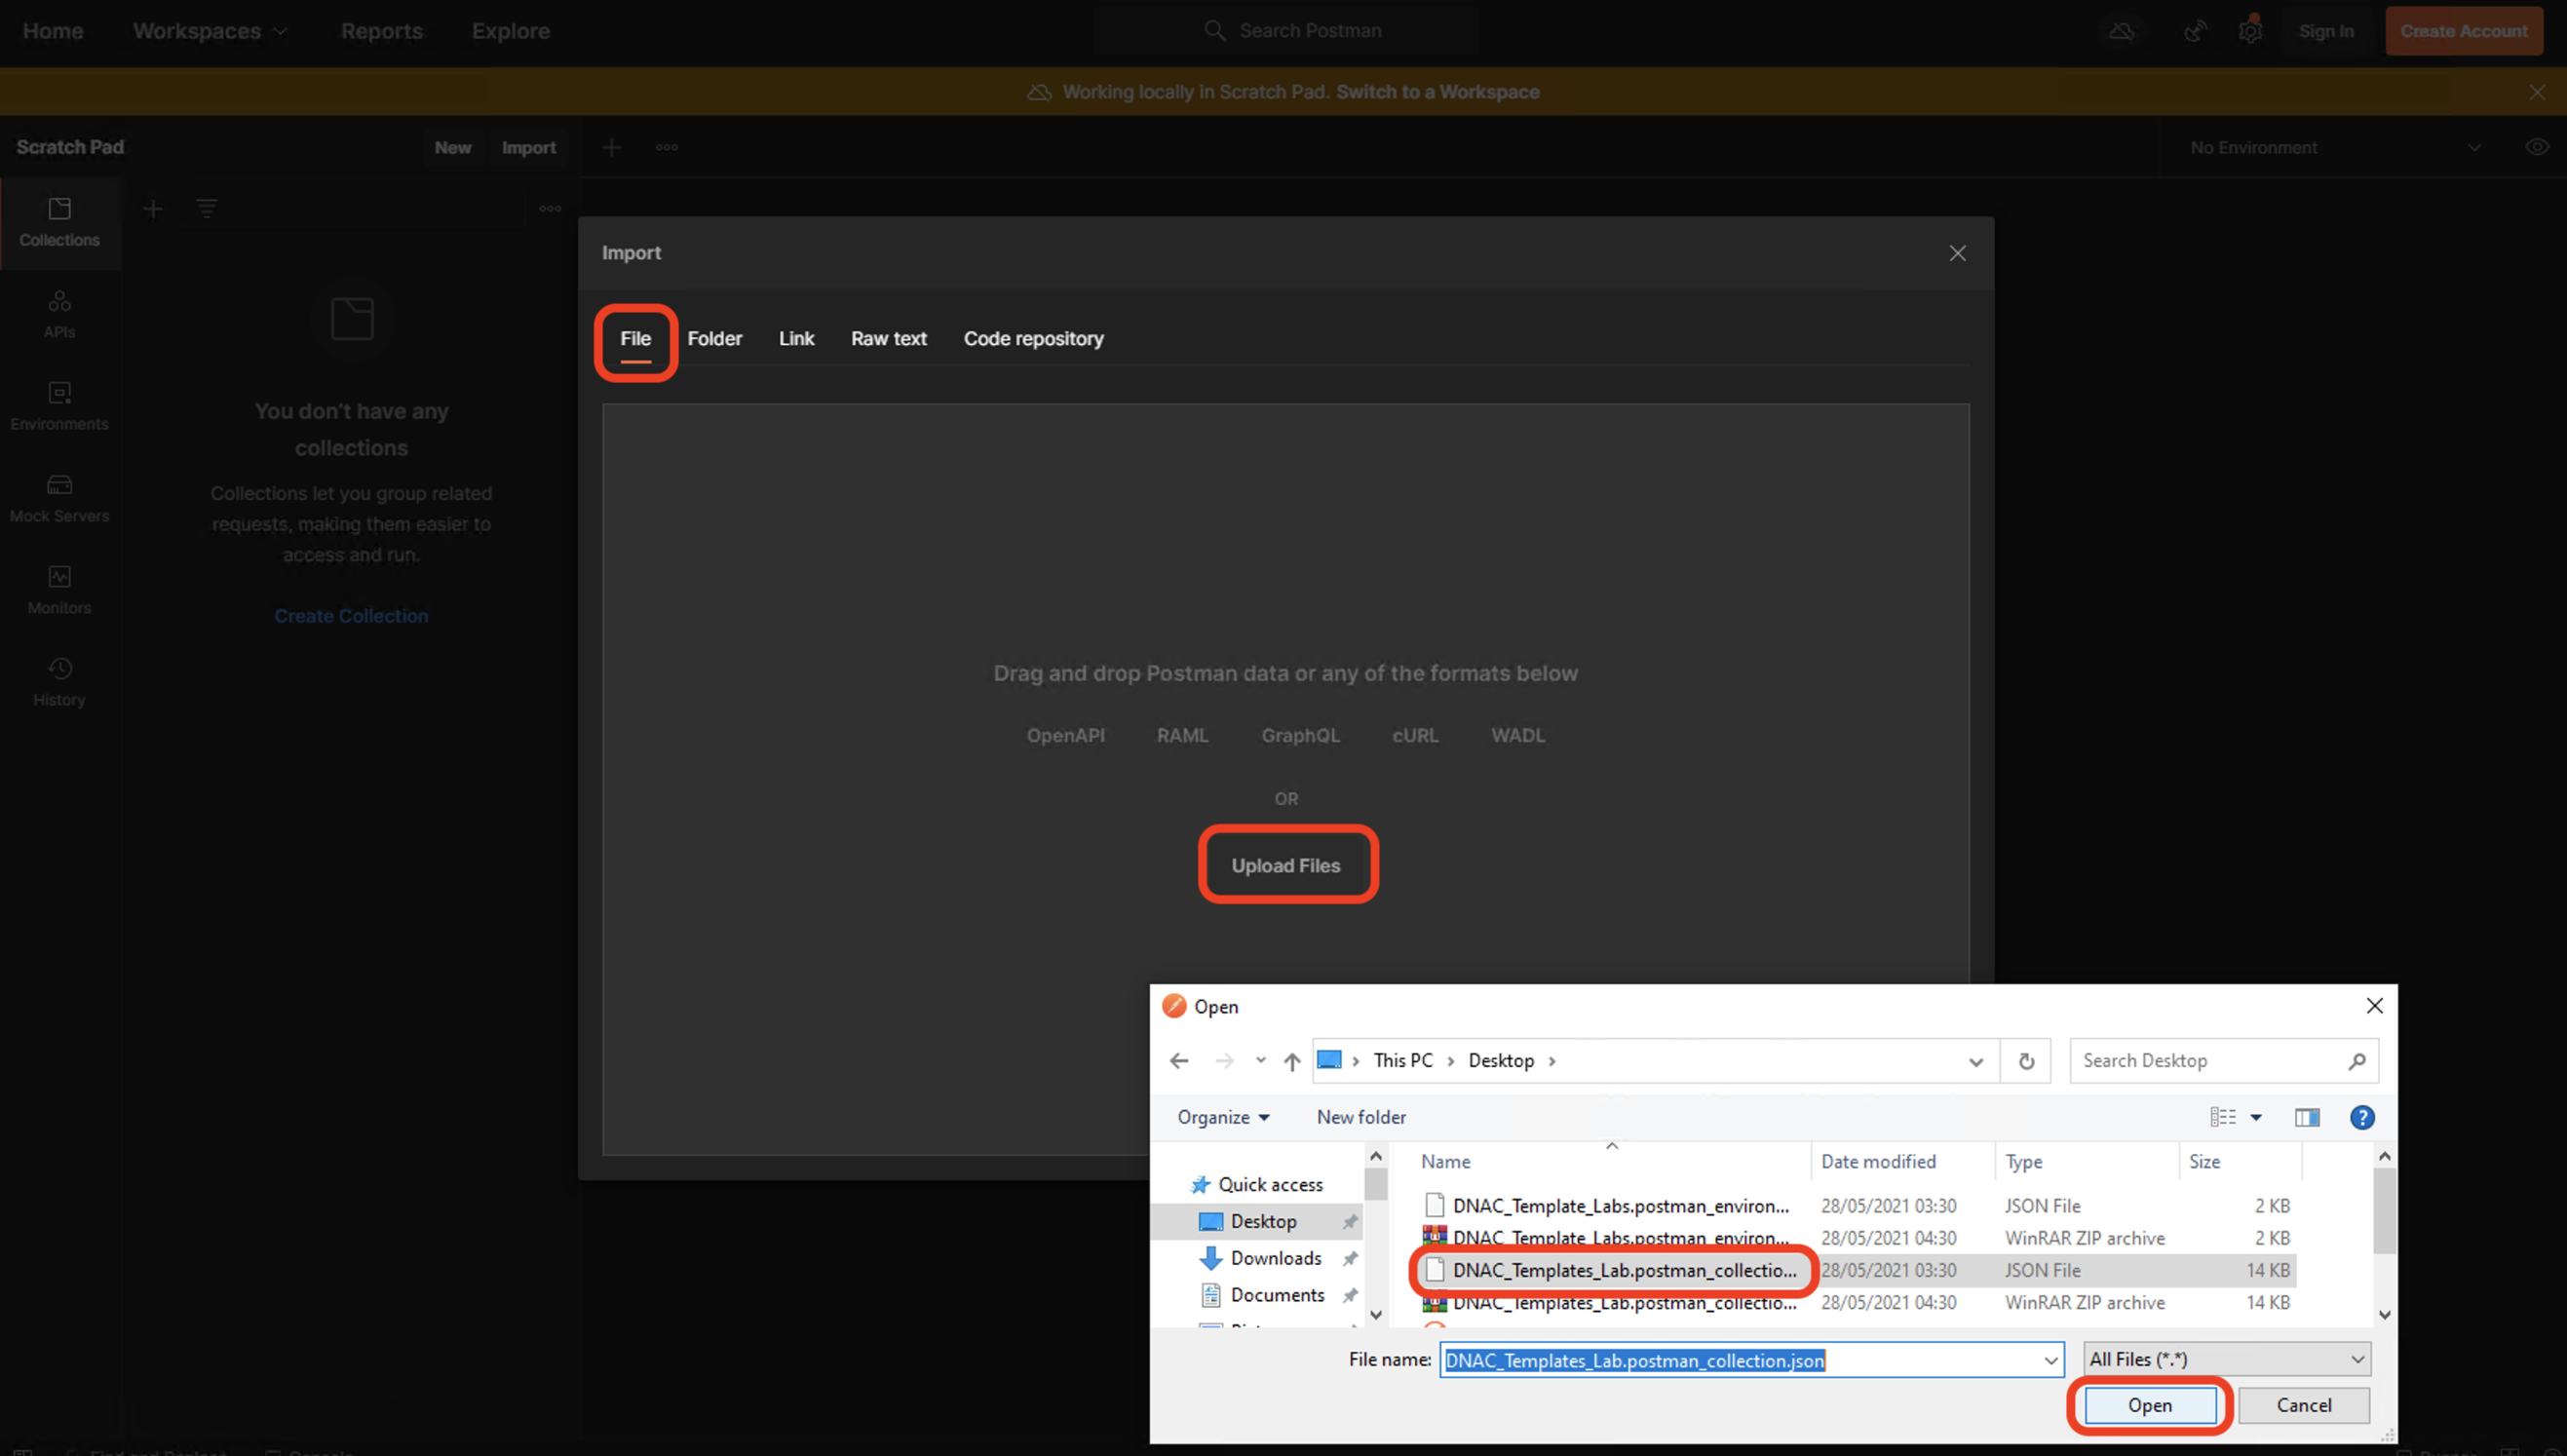 Home Workspaces Reports Explore Search Postman Sign In Create Account
Working locally in Scratch Pad. Switch to a Workspace
Scratch Pad New Import No Environment
Collections
APIs
Environments
Mock Servers
Monitors
History
You don't have any
collections
Collections let you group related
requests, making them easier to
access and run.
Create Collection
Import
File Folder Link Raw text Code repository
Drag and drop Postman data or any of the formats below
OpenAPI RAML GraphQL cURL WADL
OR
Upload Files
Open
This PC Desktop
Search Desktop
Organize New folder
Quick access
Desktop
Downloads
Documents
Name Date modified Type Size
DNAC_Template_Labs.postman_environ... 28/05/2021 03:30 JSON File 2 KB
DNAC_Template_Labs.postman_environ... 28/05/2021 04:30 WinRAR ZIP archive 2 KB
DNAC_Templates_Lab.postman_collectio... 28/05/2021 03:30 JSON File 14 KB
DNAC_Templates_Lab.postman_collectio... 28/05/2021 04:30 WinRAR ZIP archive 14 KB
File name: DNAC_Templates_Lab.postman_collection.json All Files (*.*)
Open Cancel